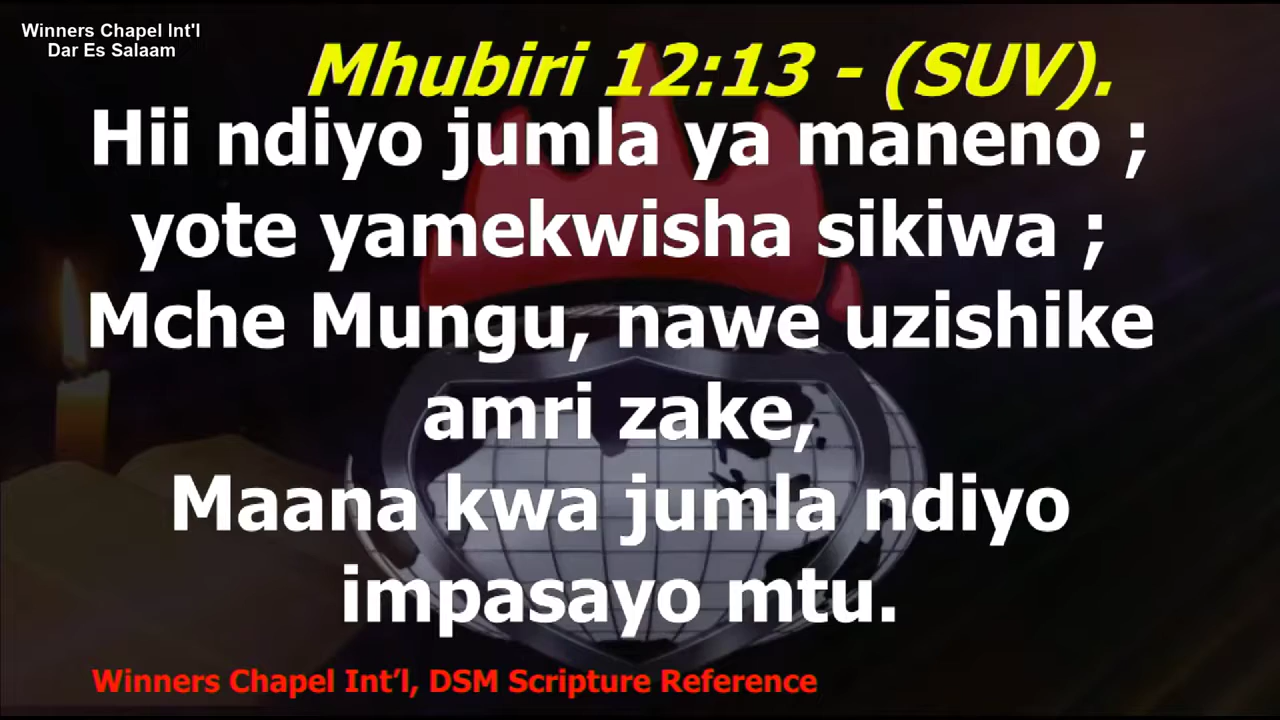 Winners Chapel Int'l
Dar Es Salaam
Mhubiri 12:13 - (SUV).
Hii ndiyo jumla ya maneno ;
yote yamekwisha sikiwa ;
Mche Mungu, nawe uzishike
amri zake,
Maana kwa jumla ndiyo
impasayo mtu.
Winners Chapel Int’l, DSM Scripture Reference